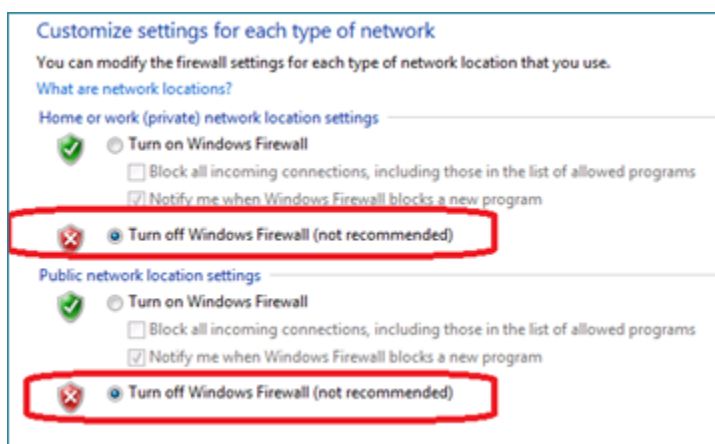 Customize settings for each type of network
You can modify the firewall settings for each type of network location that you use.
What are network locations?
Home or work (private) network location settings
Turn on Windows Firewall
Block all incoming connections, including those in the list of allowed programs
Notify me when Windows Firewall blocks a new program
Turn off Windows Firewall (not recommended)
Public network location settings
Turn on Windows Firewall
Block all incoming connections, including those in the list of allowed programs
Notify me when Windows Firewall blocks a new program
Turn off Windows Firewall (not recommended)